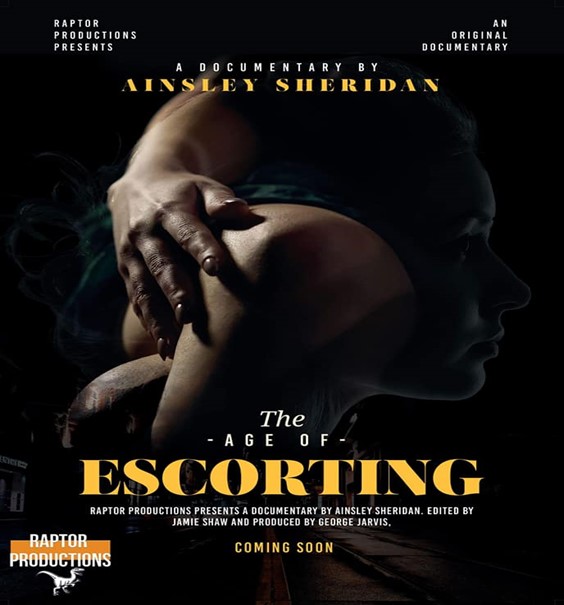 RAPTOR
PRODUCTIONS
PRESENTS
AN
ORIGINAL
DOCUMENTARY
A DOCUMENTARY BY
AINSLEY SHERIDAN
The
-AGE OF-
ESCORTING
RAPTOR PRODUCTIONS PRESENTS A DOCUMENTARY BY AINSLEY SHERIDAN. EDITED BY
JAMIE SHAW AND PRODUCED BY GEORGE JARVIS,
COMING SOON
RAPTOR
PRODUCTIONS